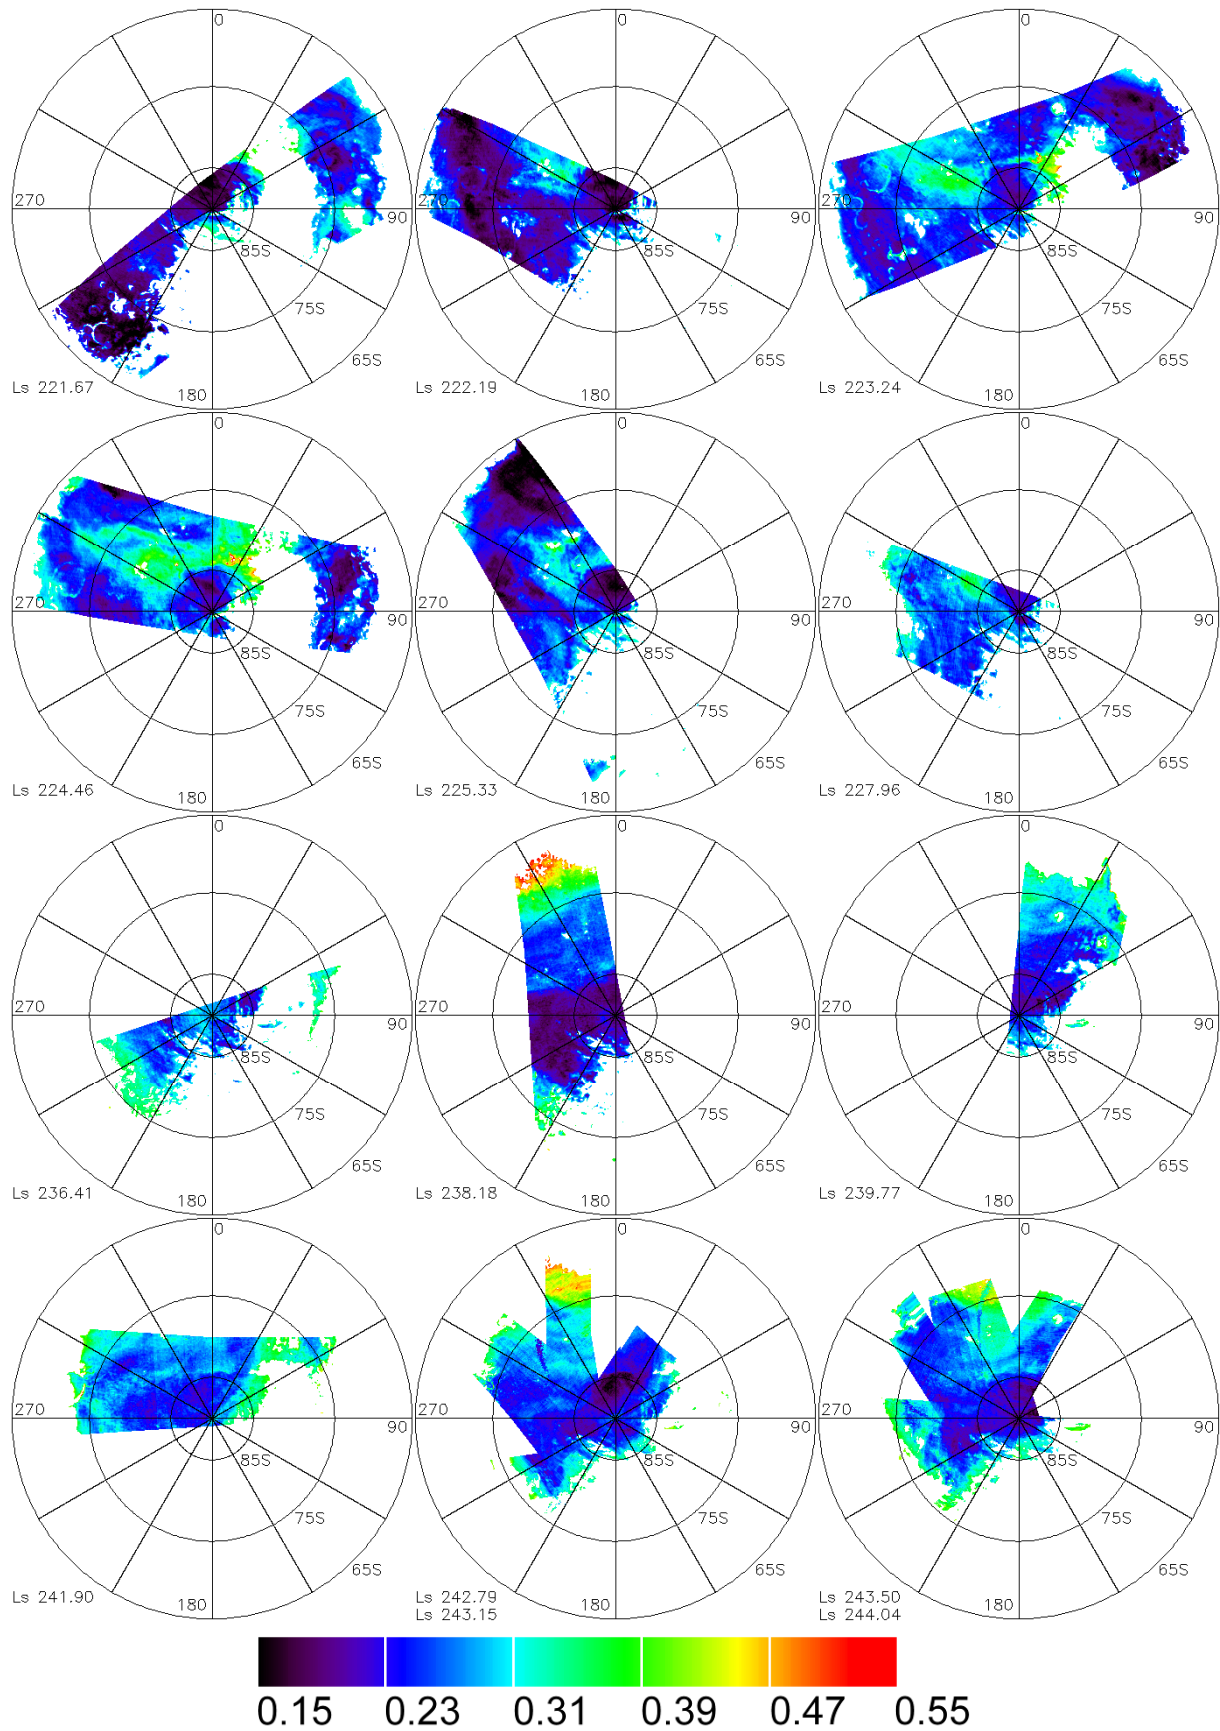 0
270
90
85S
75S
65S
180
Ls 221.67
0
270
90
85S
75S
65S
180
Ls 222.19
0
270
90
85S
75S
65S
180
Ls 223.24
0
270
90
85S
75S
65S
180
Ls 224.46
0
270
90
85S
75S
65S
180
Ls 225.33
0
270
90
85S
75S
65S
180
Ls 227.96
0
270
90
85S
75S
65S
180
Ls 236.41
0
270
90
85S
75S
65S
180
Ls 238.18
0
270
90
85S
75S
65S
180
Ls 239.77
0
270
90
85S
75S
65S
180
Ls 241.90
0
270
90
85S
75S
65S
180
Ls 242.79
Ls 243.15
0
270
90
85S
75S
65S
180
Ls 243.50
Ls 244.04
0.15 0.23 0.31 0.39 0.47 0.55